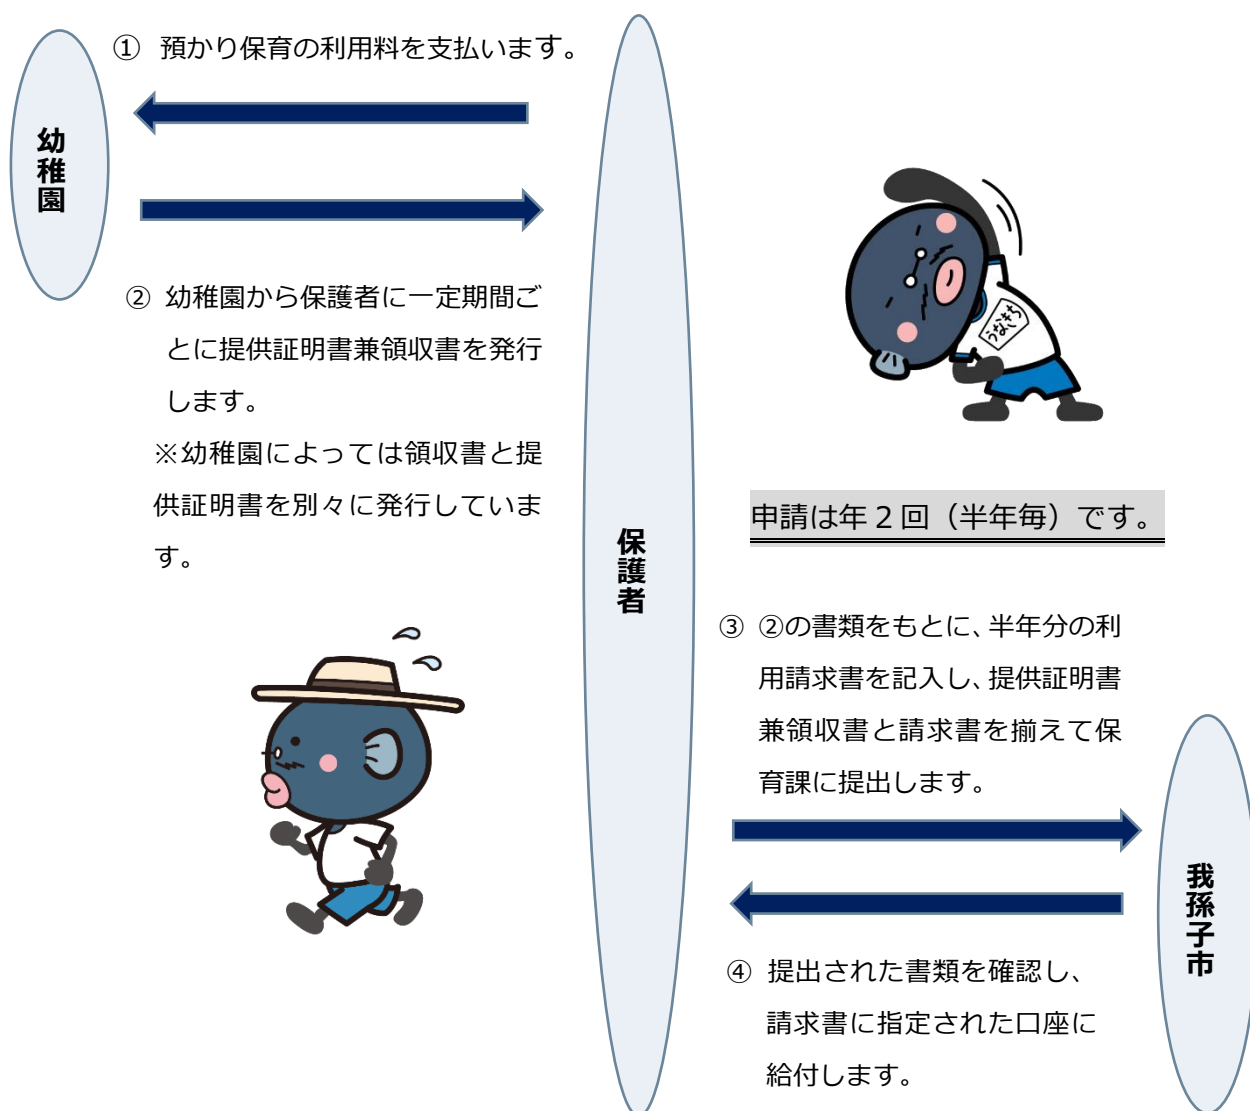 ① 預かり保育の利用料を支払います。
幼稚園
② 幼稚園から保護者に一定期間ご
とに提供証明書兼領収書を発行
します。
※幼稚園によっては領収書と提
供証明書を別々に発行していま
す。
保護者
うなきち
申請は年２回（半年毎）です。
③ ②の書類をもとに、半年分の利
用請求書を記入し、提供証明書
兼領収書と請求書を揃えて保
育課に提出します。
我孫子市
④ 提出された書類を確認し、
請求書に指定された口座に
給付します。